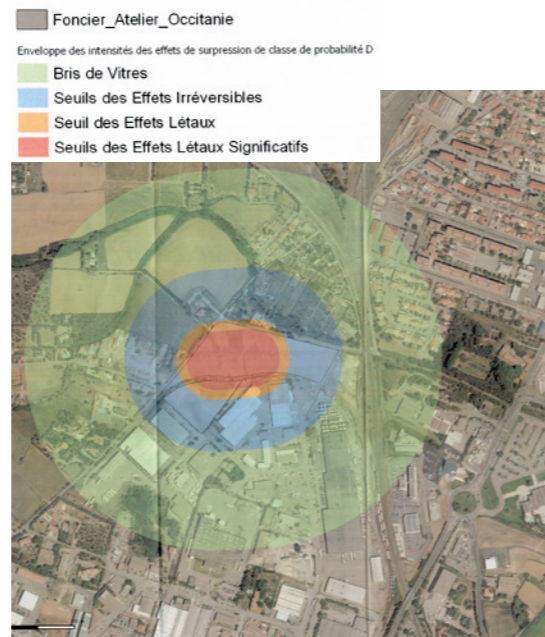 Foncier_Atelier_Occitanie
Enveloppe des intensités des effets de surpression de classe de probabilité D
Bris de Vitres
Seuils des Effets Irréversibles
Seuil des Effets Létaux
Seuils des Effets Létaux Significatifs